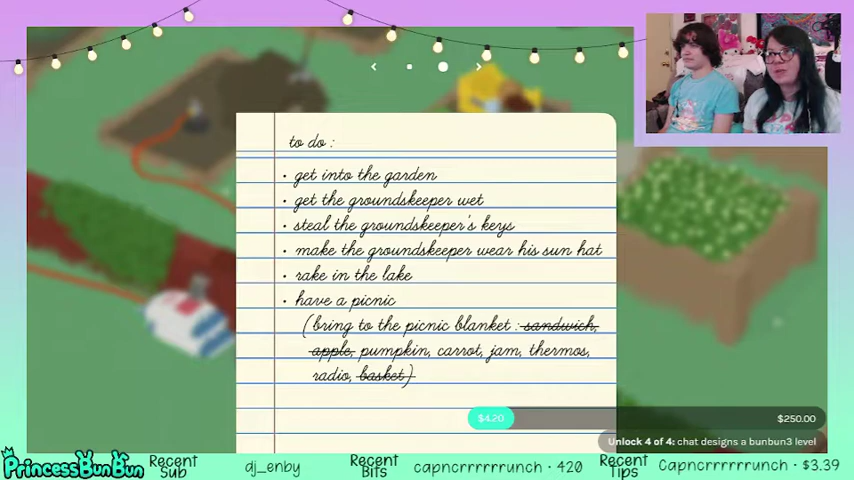 to do :
• get into the garden
• get the groundskeeper wet
• steal the groundskeeper's keys
• make the groundskeeper wear his sun hat
• rake in the lake
• have a picnic
(bring to the picnic blanket : sandwich,
apple, pumpkin, carrot, jam, thermos,
radio, basket)
$4.20 $250.00
Unlock 4 of 4: chat designs a bunbun3 level
PrincessBunBun
Recent Sub
dj_enby
Recent Bits
capncrrrrrrunch · 420
Recent Tips
Capncrrrrrrunch · $3.39